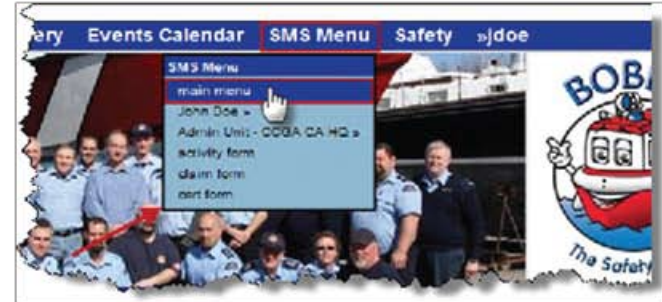 ery Events Calendar SMS Menu Safety »jdoe
SMS Menu
main menu
John Doe »
Admin Unit - CCGA CA HQ »
activity form
claim form
cert form
BOB
The Safety